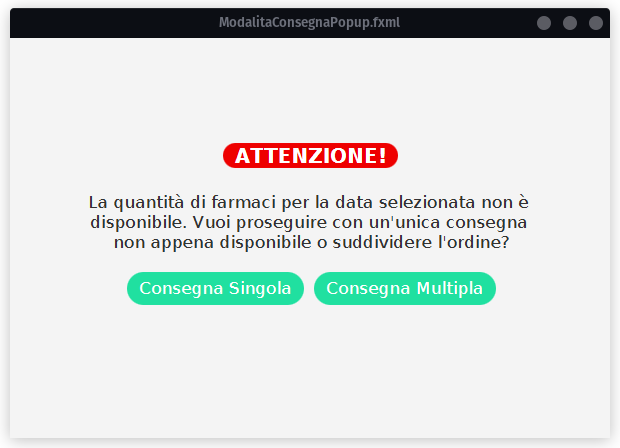 ModalitaConsegnaPopup.fxml
ATTENZIONE!
La quantità di farmaci per la data selezionata non è
disponibile. Vuoi proseguire con un'unica consegna
non appena disponibile o suddividere l'ordine?
Consegna Singola Consegna Multipla